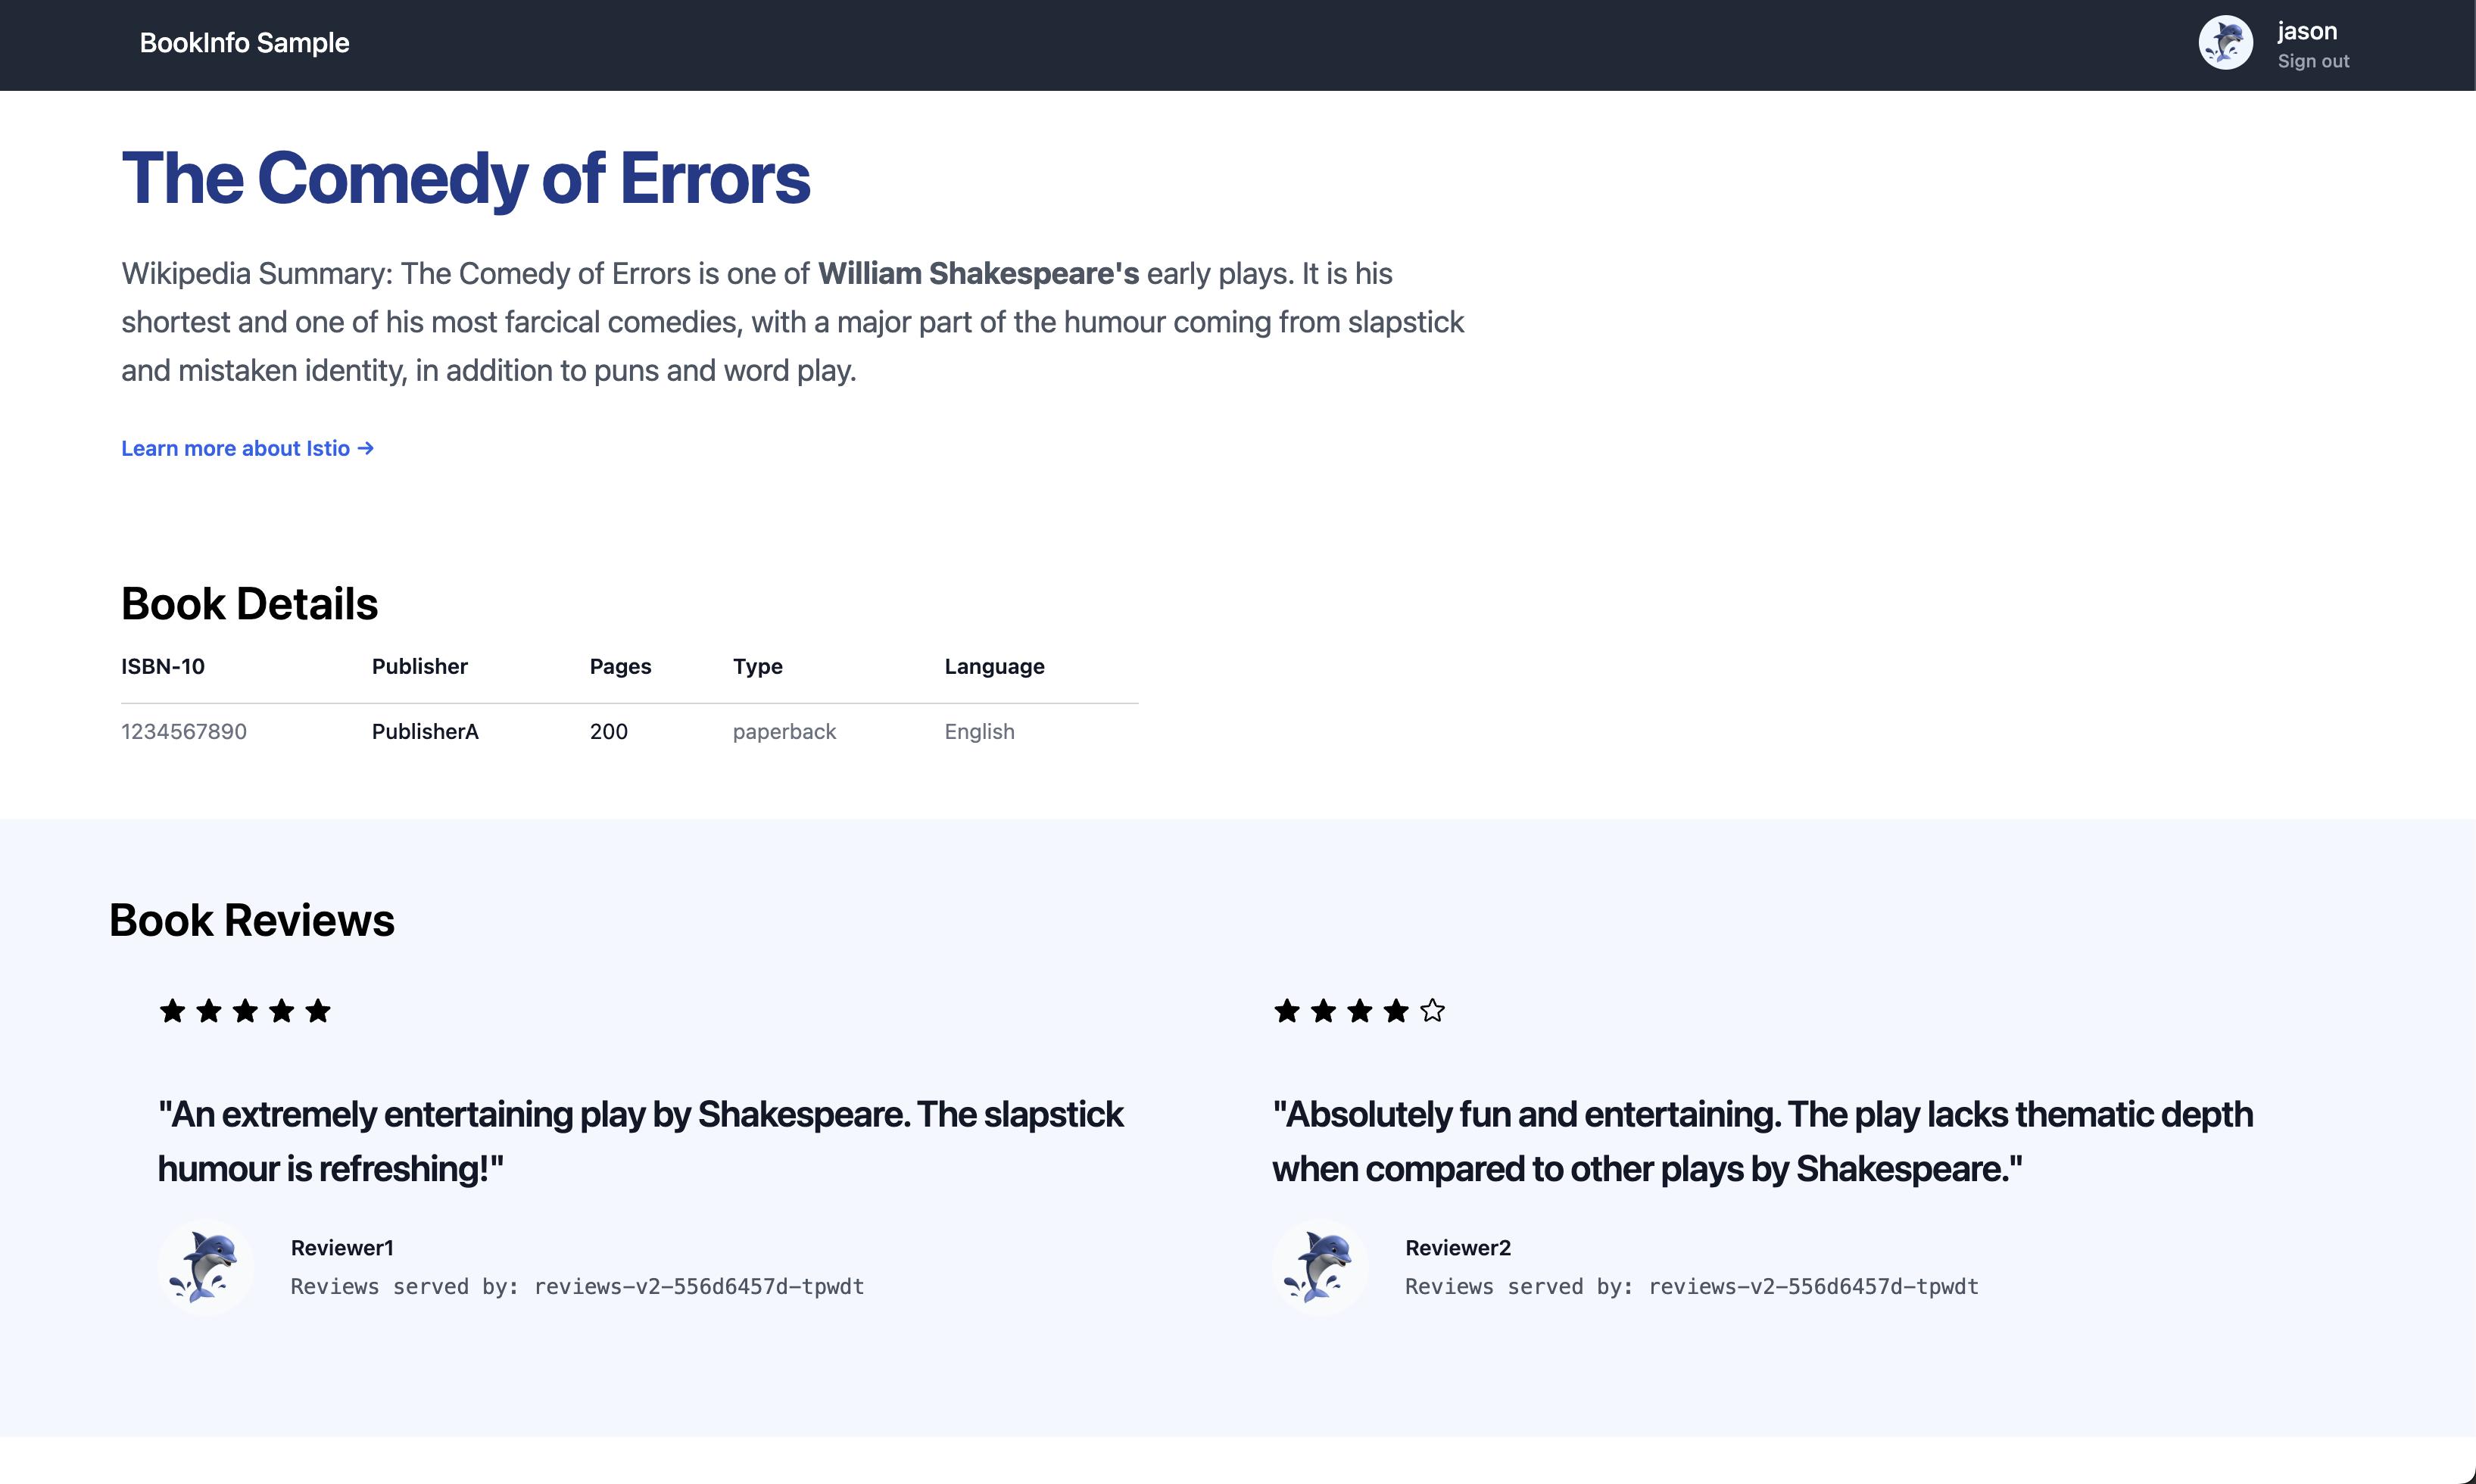 BookInfo Sample
jason
Sign out
The Comedy of Errors
Wikipedia Summary: The Comedy of Errors is one of William Shakespeare's early plays. It is his
shortest and one of his most farcical comedies, with a major part of the humour coming from slapstick
and mistaken identity, in addition to puns and word play.
Learn more about Istio →
Book Details
ISBN-10 Publisher Pages Type Language
1234567890 PublisherA 200 paperback English
Book Reviews
"An extremely entertaining play by Shakespeare. The slapstick
humour is refreshing!"
Reviewer1
Reviews served by: reviews-v2-556d6457d-tpwdt
"Absolutely fun and entertaining. The play lacks thematic depth
when compared to other plays by Shakespeare."
Reviewer2
Reviews served by: reviews-v2-556d6457d-tpwdt